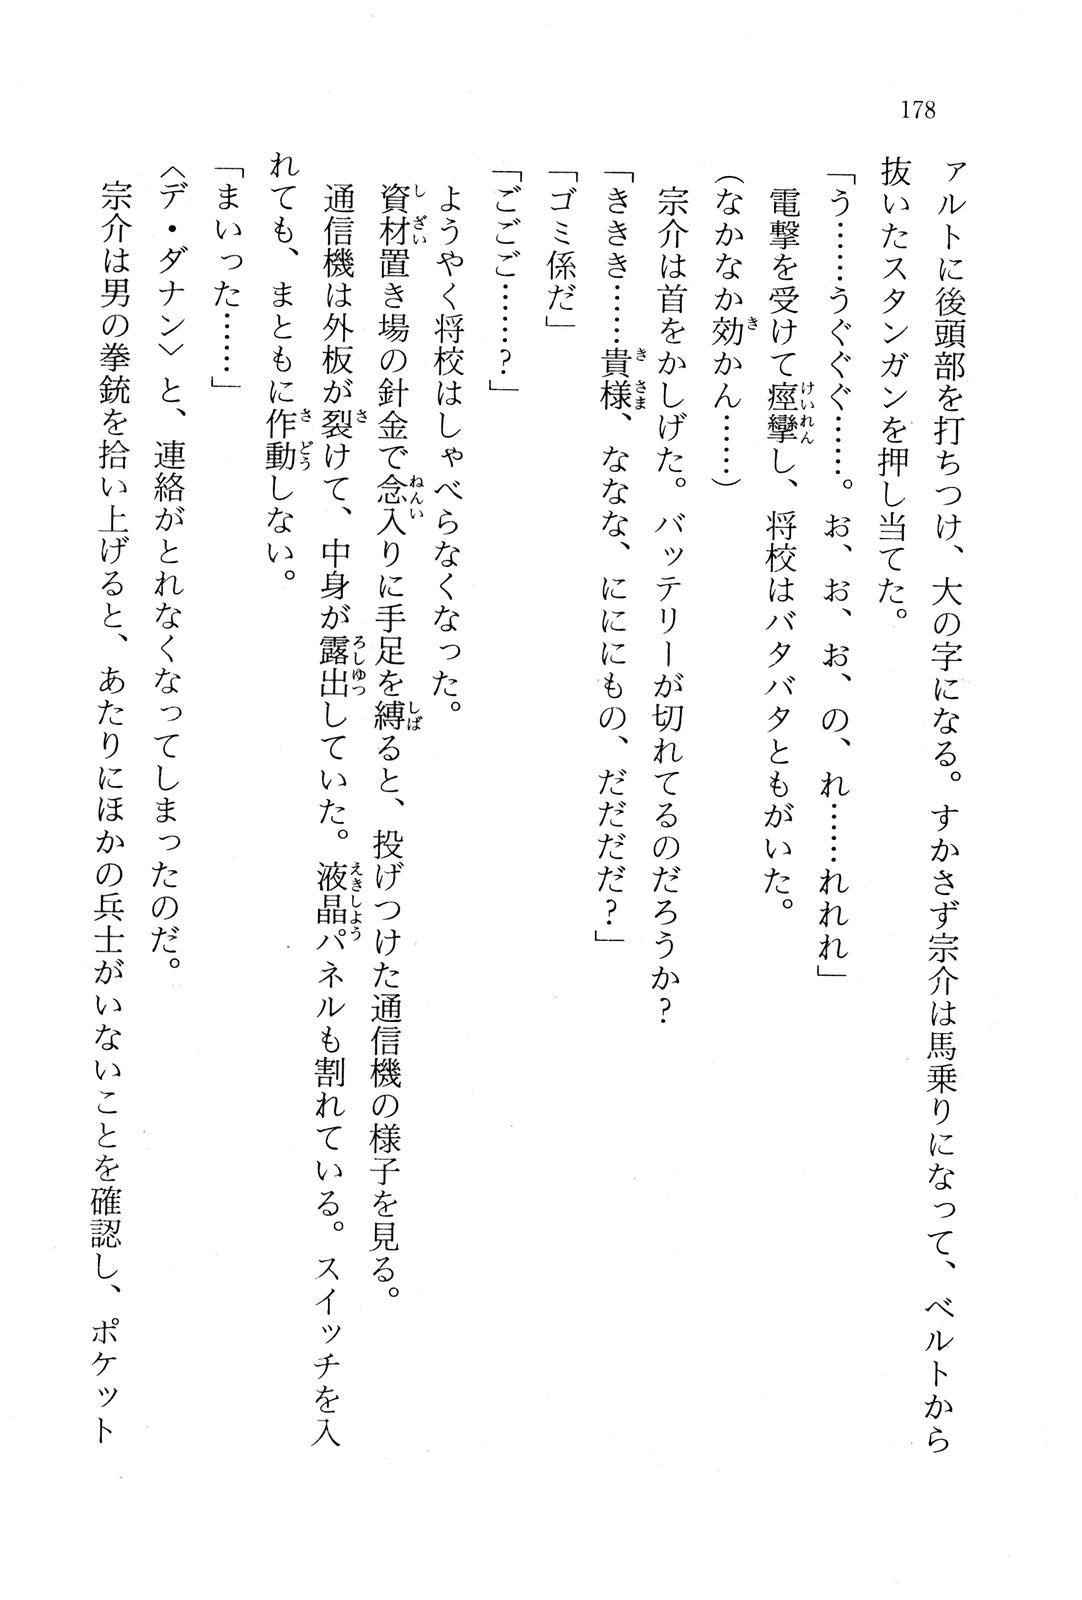 178
ァルトに後頭部を打ちつけ、大の字になる。すかさず宗介は馬乗りになって、ベルトから
抜いたスタンガンを押し当てた。
「う……うぐぐぐ……。お、お、お、の、れ……れれれ」
電撃を受けて痙攣し、将校はバタバタともがいた。
(なかなか効かん……)
宗介は首をかしげた。バッテリーが切れてるのだろうか?
「ききき……貴様、ななな、にににもの、だだだだ?」
「ゴミ係だ」
「ごごご……?」
ようやく将校はしゃべらなくなった。
資材置き場の針金で念入りに手足を縛ると、投げつけた通信機の様子を見る。
通信機は外板が裂けて、中身が露出していた。液晶パネルも割れている。スイッチを入
れても、まともに作動しない。
「まいった……」
〈デ・ダナン〉と、連絡がとれなくなってしまったのだ。
宗介は男の拳銃を拾い上げると、あたりにほかの兵士がいないことを確認し、ポケット